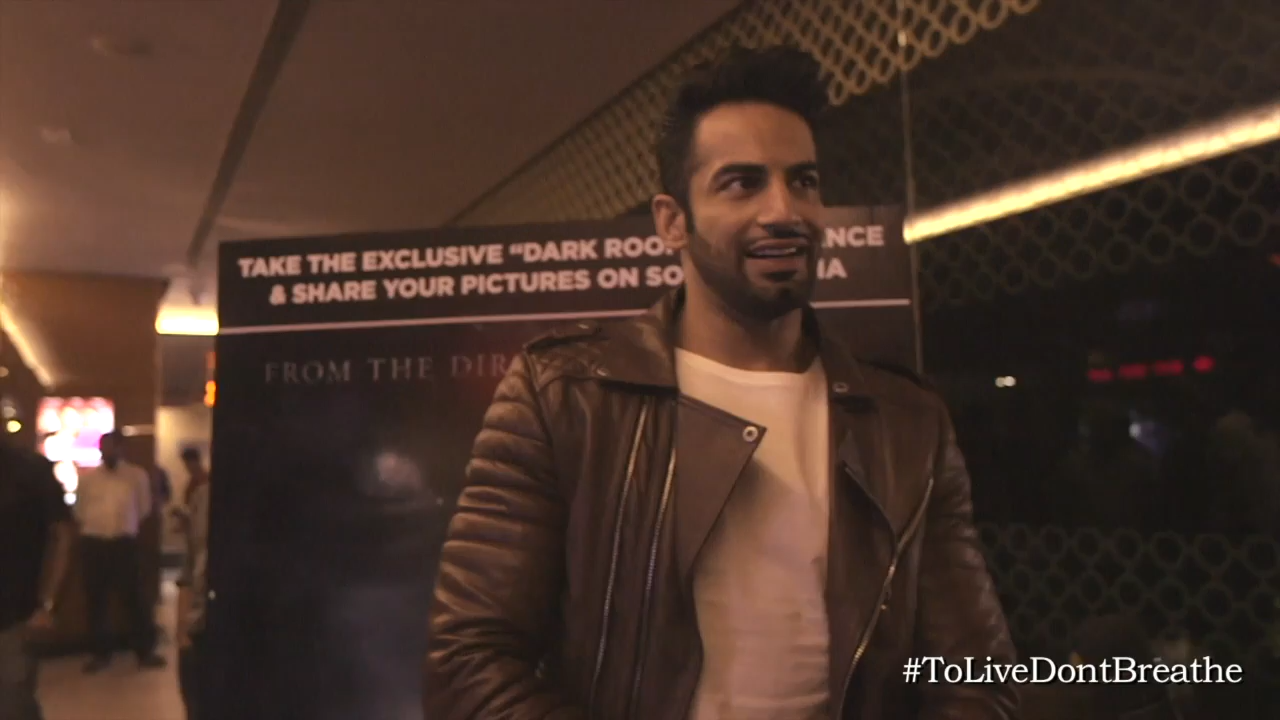 TAKE THE EXCLUSIVE “DARK ROO
& SHARE YOUR PICTURES ON SO
FROM THE DIR
#ToLiveDontBreathe